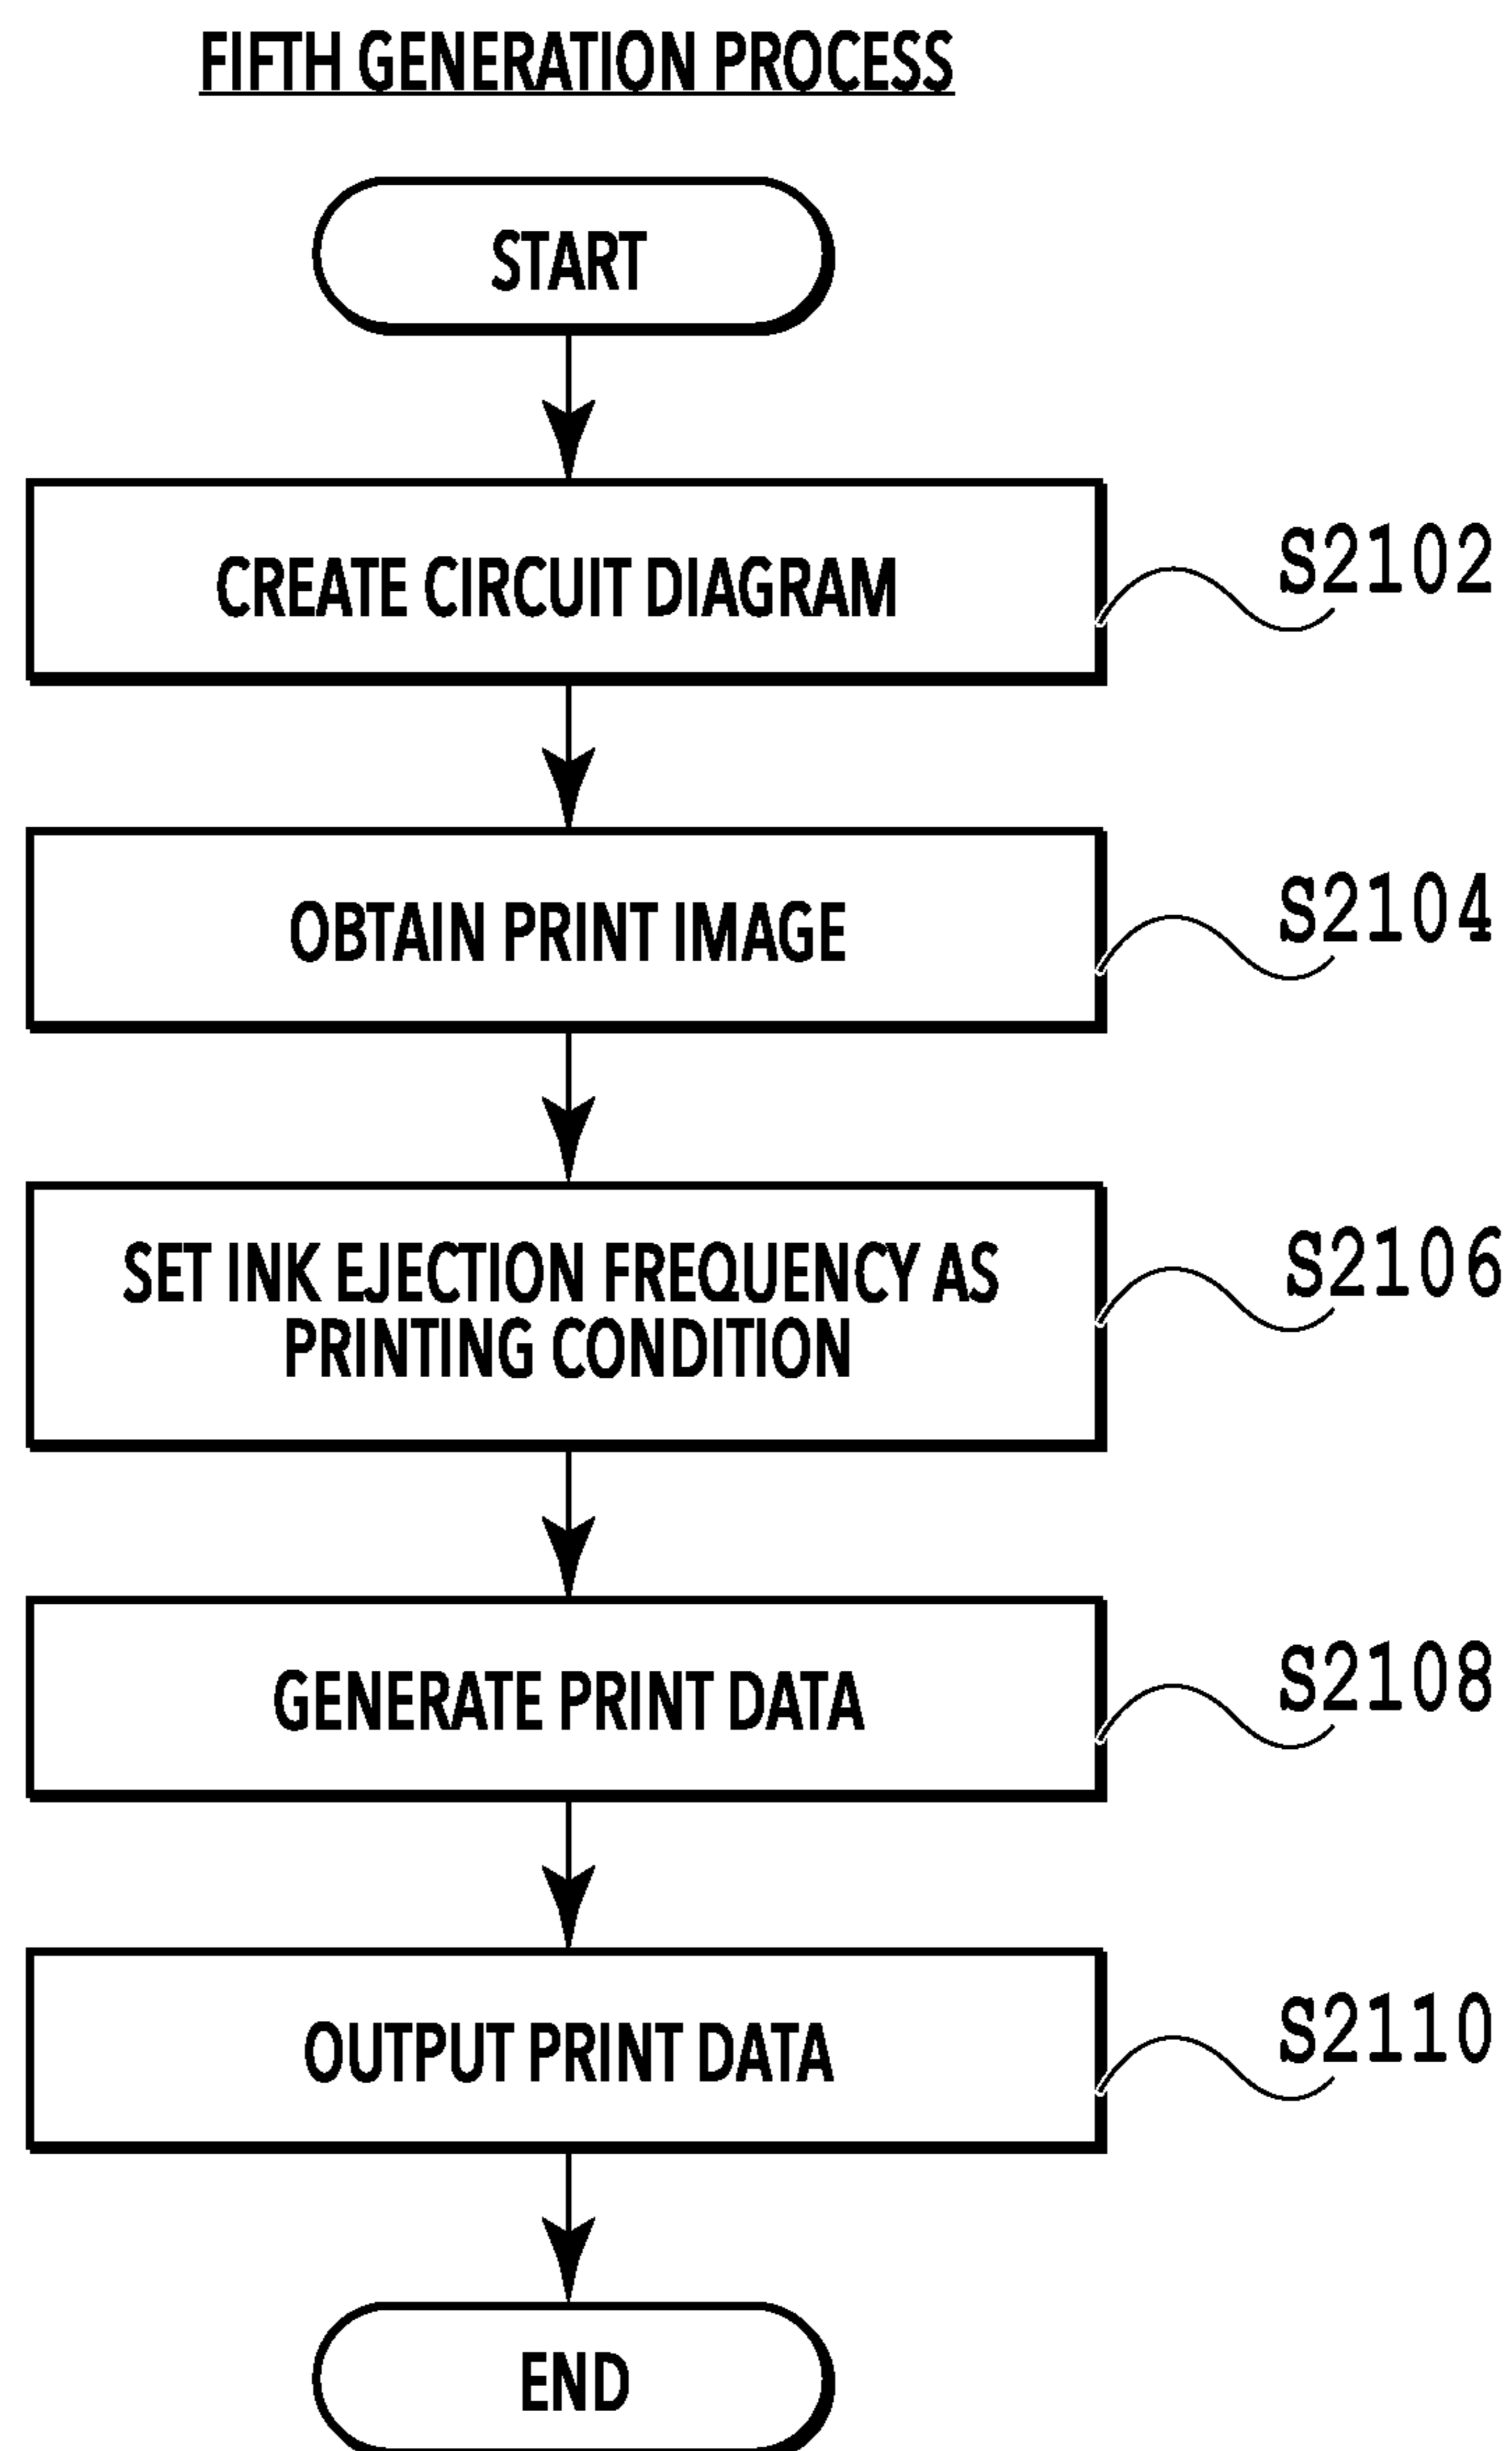 FIFTH GENERATION PROCESS
START
CREATE CIRCUIT DIAGRAM
S2102
OBTAIN PRINT IMAGE
S2104
SET INK EJECTION FREQUENCY AS
PRINTING CONDITION
S2106
GENERATE PRINT DATA
S2108
OUTPUT PRINT DATA
S2110
END